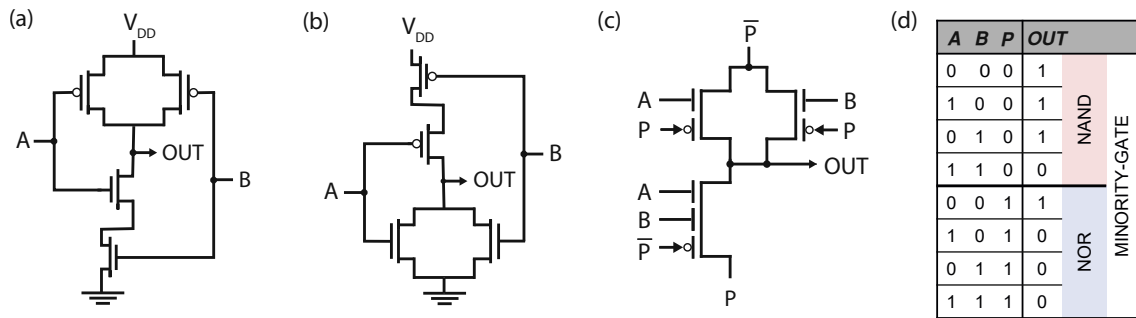 (a)
V_DD
A
OUT
B
(b)
V_DD
A
OUT
B
(c)
P̅
A
P
B
P
OUT
A
B
P̅
P
(d)
A B P OUT
0 0 0 1
1 0 0 1
0 1 0 1
1 1 0 0
0 0 1 1
1 0 1 0
0 1 1 0
1 1 1 0
NAND
NOR
MINORITY-GATE